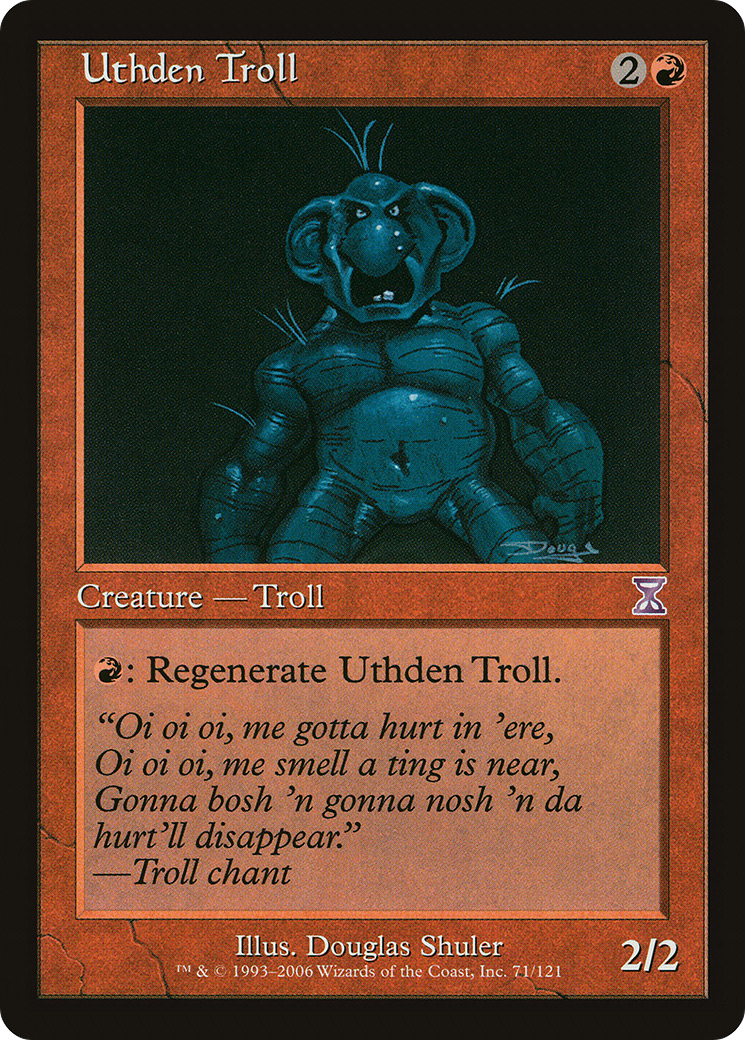 Uthden Troll
2
Doug S
Creature — Troll
: Regenerate Uthden Troll.
“Oi oi oi, me gotta hurt in ’ere,
Oi oi oi, me smell a ting is near,
Gonna bosh ’n gonna nosh ’n da
hurt’ll disappear.”
—Troll chant
Illus. Douglas Shuler
™ & © 1993–2006 Wizards of the Coast, Inc. 71/121
2/2